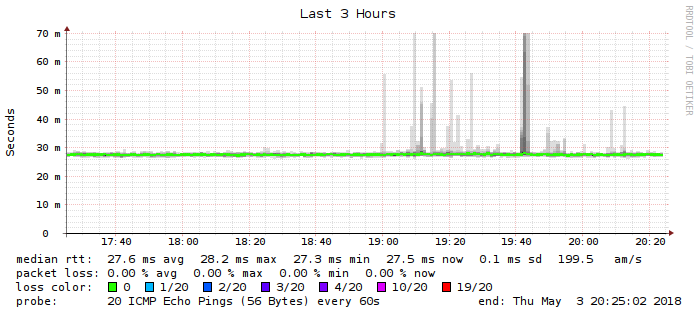 Last 3 Hours
RRDTOOL / TOBI OETIKER
Seconds
70 m
60 m
50 m
40 m
30 m
20 m
10 m
0
17:40 18:00 18:20 18:40 19:00 19:20 19:40 20:00 20:20
median rtt: 27.6 ms avg 28.2 ms max 27.3 ms min 27.5 ms now 0.1 ms sd 199.5 am/s
packet loss: 0.00 % avg 0.00 % max 0.00 % min 0.00 % now
loss color: 0 1/20 2/20 3/20 4/20 10/20 19/20
probe: 20 ICMP Echo Pings (56 Bytes) every 60s end: Thu May 3 20:25:02 2018